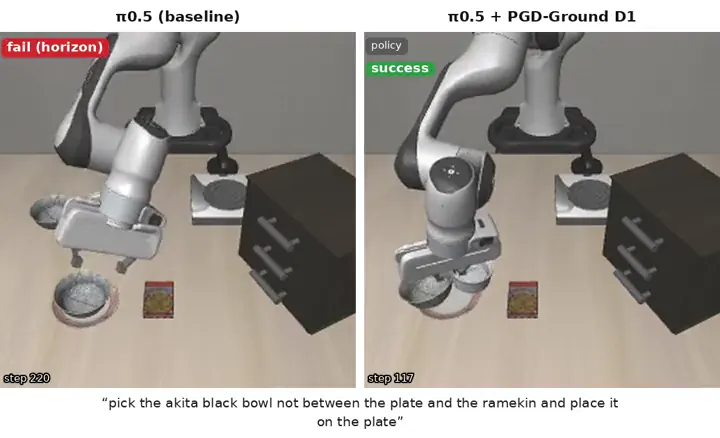 π0.5 (baseline)
π0.5 + PGD-Ground D1
fail (horizon)
policy
success
step 220
step 117
“pick the akita black bowl not between the plate and the ramekin and place it
on the plate”